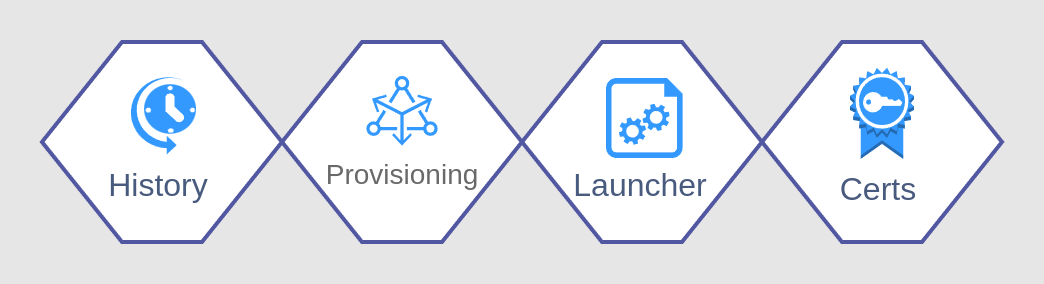 History
Provisioning
Launcher
Certs